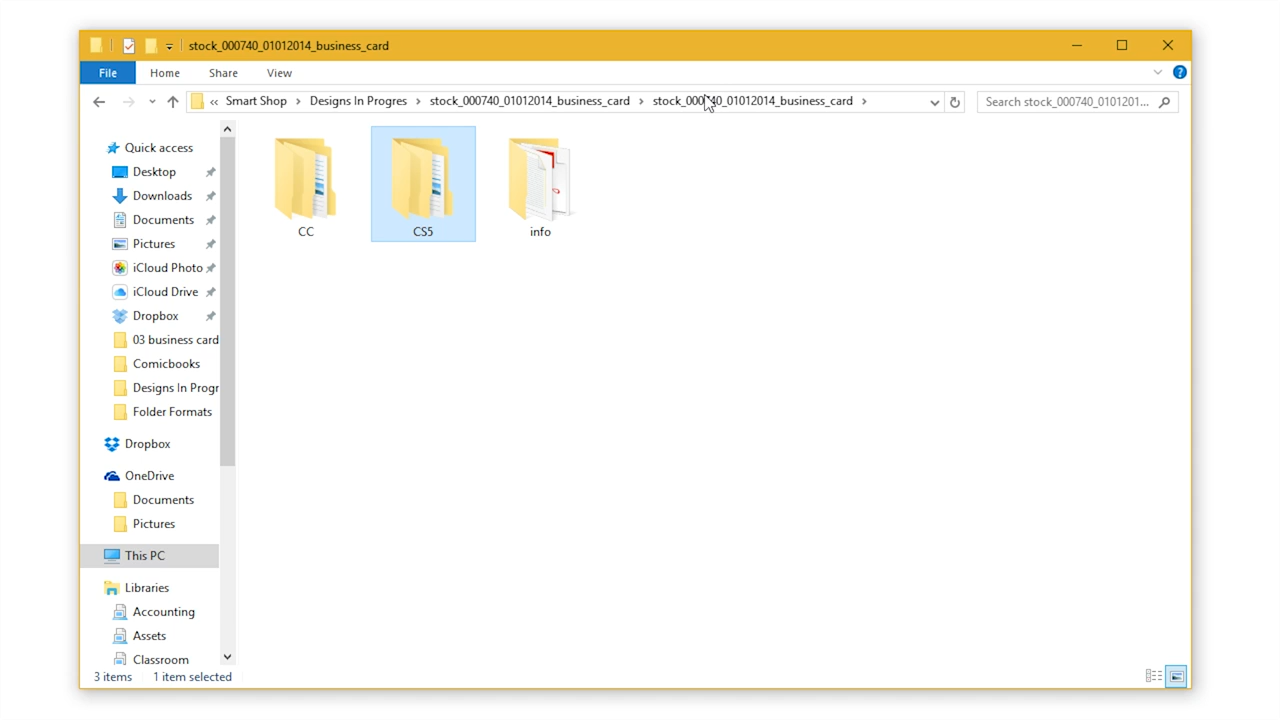 stock_000740_01012014_business_card
File Home Share View
« Smart Shop › Designs In Progres › stock_000740_01012014_business_card › stock_000740_01012014_business_card ›
Search stock_000740_0101201...
Quick access
Desktop
Downloads
Documents
Pictures
iCloud Photo
iCloud Drive
Dropbox
03 business card
Comicbooks
Designs In Progr
Folder Formats
Dropbox
OneDrive
Documents
Pictures
This PC
Libraries
Accounting
Assets
Classroom
CC CS5 info
3 items 1 item selected